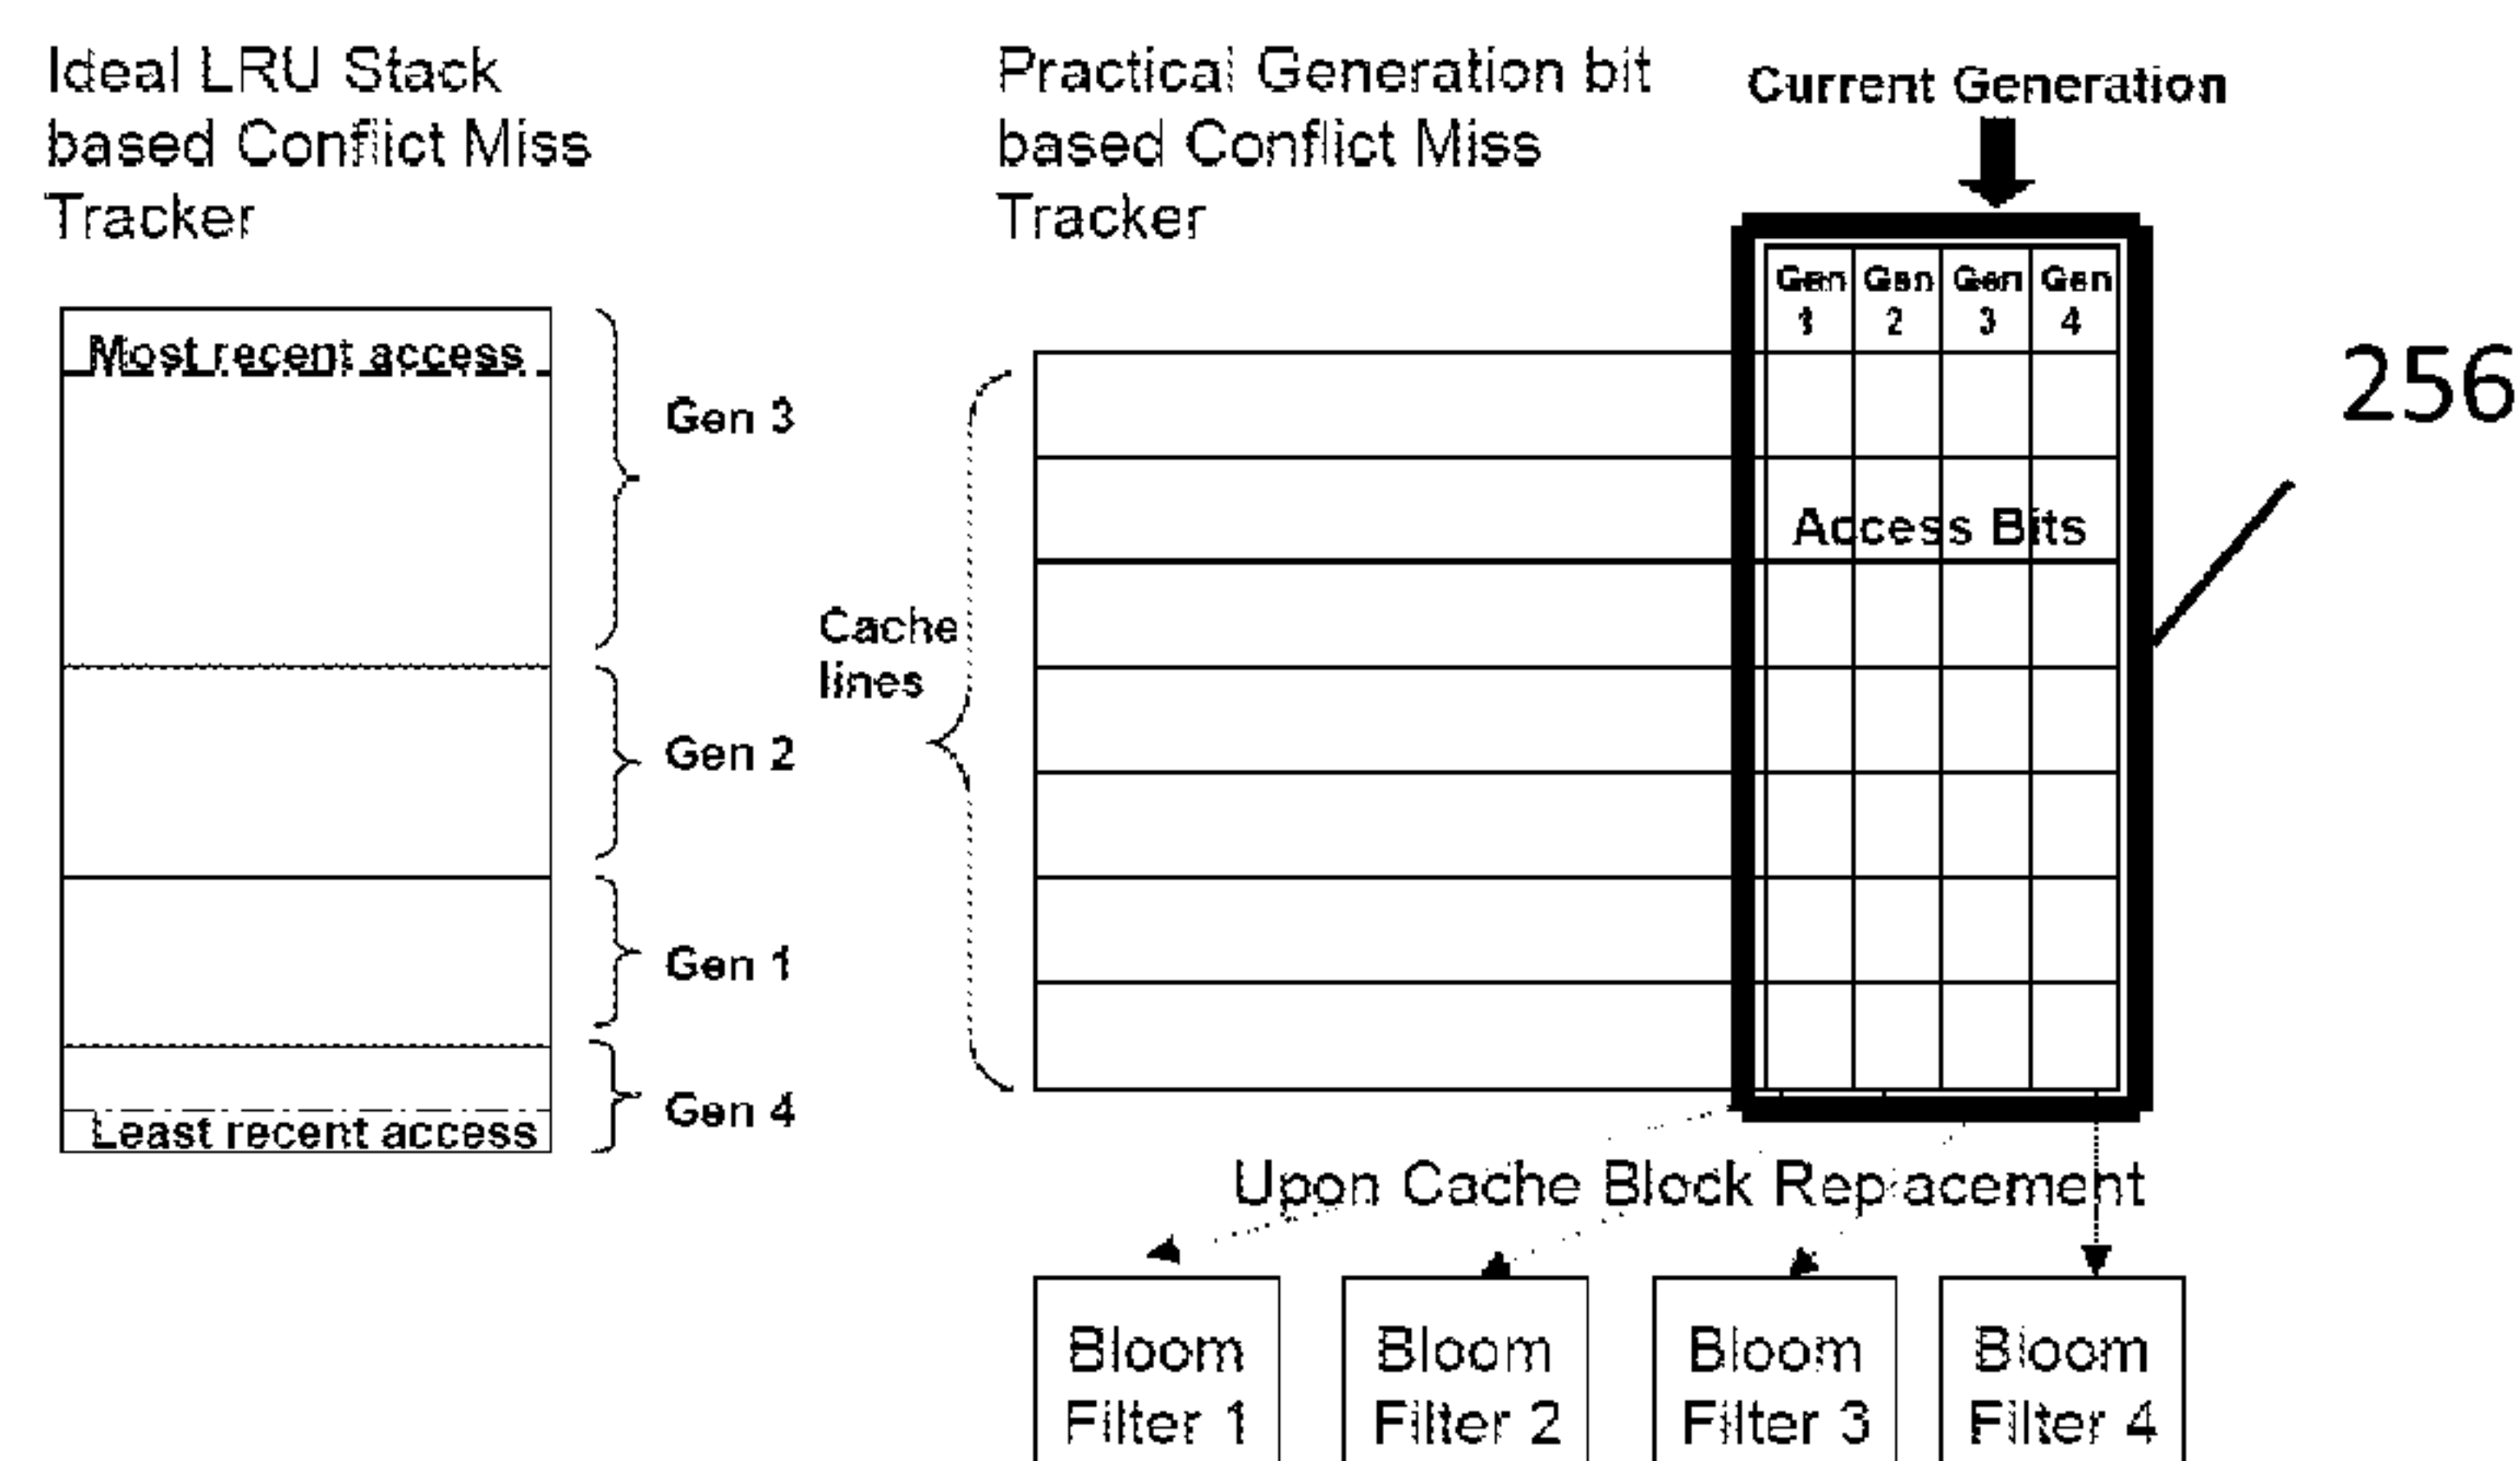 Ideal LRU Stack
based Conflict Miss
Tracker
Most recent access
Gen 3
Gen 2
Gen 1
Gen 4
Least recent access
Practical Generation bit
based Conflict Miss
Tracker
Current Generation
Gen Gen Gen Gen
1 2 3 4
256
Access Bits
Cache
lines
Upon Cache Block Replacement
Bloom Bloom Bloom Bloom
Filter 1 Filter 2 Filter 3 Filter 4